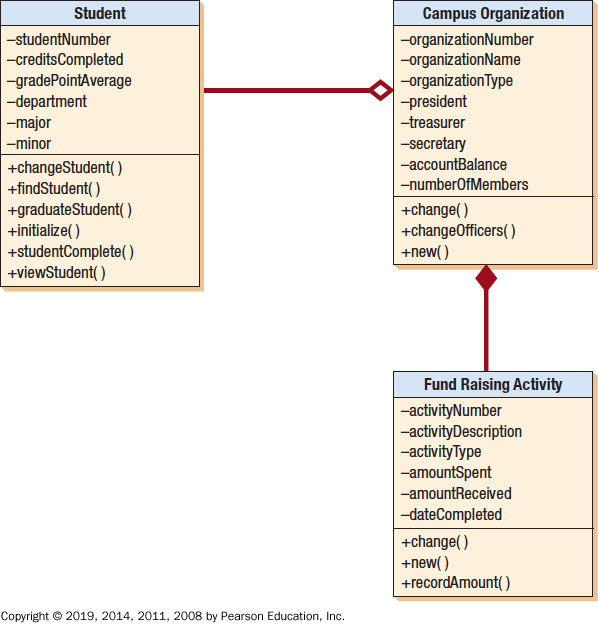 Student
–studentNumber
–creditsCompleted
–gradePointAverage
–department
–major
–minor
+changeStudent( )
+findStudent( )
+graduateStudent( )
+initialize( )
+studentComplete( )
+viewStudent( )
Campus Organization
–organizationNumber
–organizationName
–organizationType
–president
–treasurer
–secretary
–accountBalance
–numberOfMembers
+change( )
+changeOfficers( )
+new( )
Fund Raising Activity
–activityNumber
–activityDescription
–activityType
–amountSpent
–amountReceived
–dateCompleted
+change( )
+new( )
+recordAmount( )
Copyright © 2019, 2014, 2011, 2008 by Pearson Education, Inc.